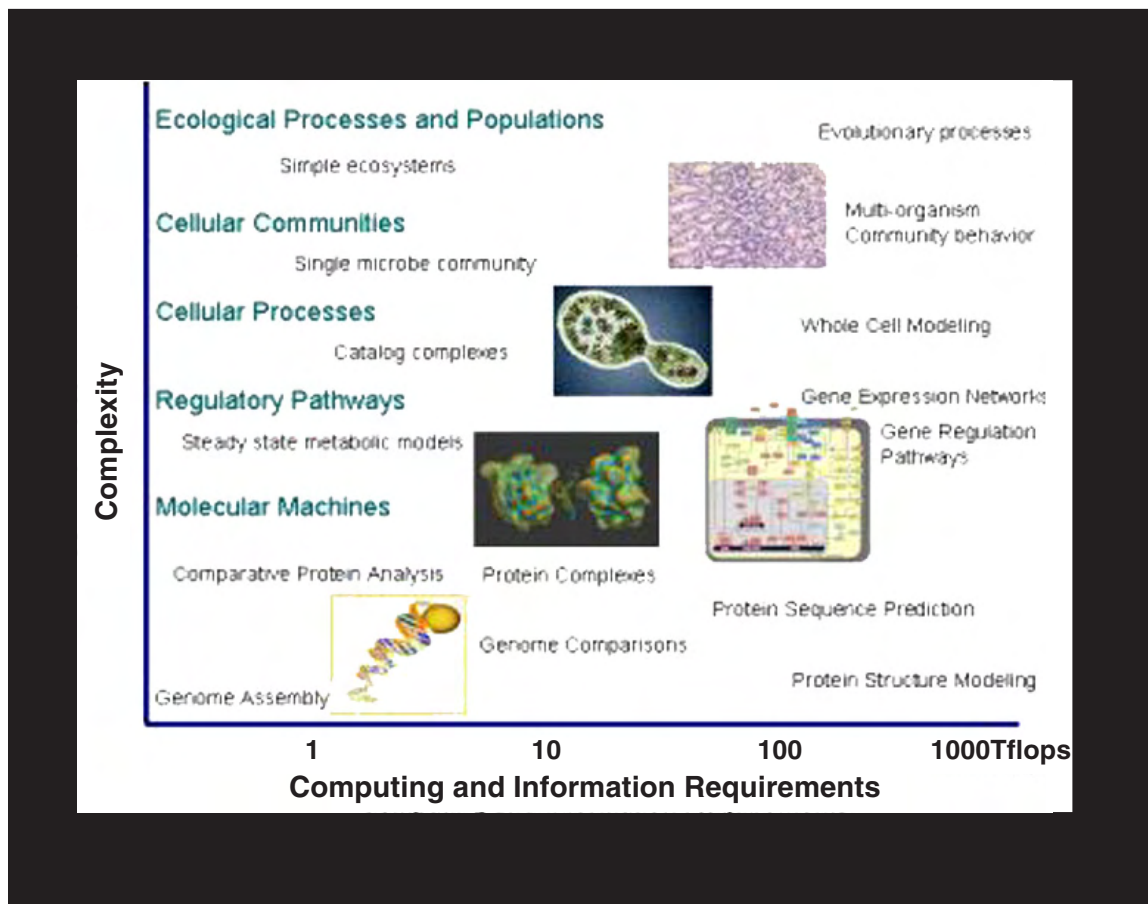 Ecological Processes and Populations
Evolutionary processes
Simple ecosystems
Multi-organism
Community behavior
Cellular Communities
Single microbe community
Cellular Processes
Whole Cell Modeling
Catalog complexes
Regulatory Pathways
Gene Expression Networks
Gene Regulation
Pathways
Steady state metabolic models
Molecular Machines
Comparative Protein Analysis
Protein Complexes
Protein Sequence Prediction
Genome Comparisons
Protein Structure Modeling
Genome Assembly
Complexity
1 10 100 1000Tflops
Computing and Information Requirements